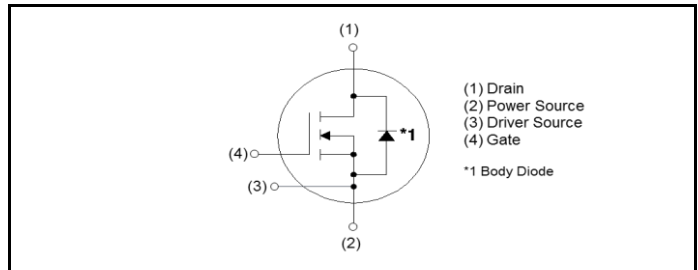 (1)
(4)
*1
(3)
(2)
(1) Drain
(2) Power Source
(3) Driver Source
(4) Gate
*1 Body Diode